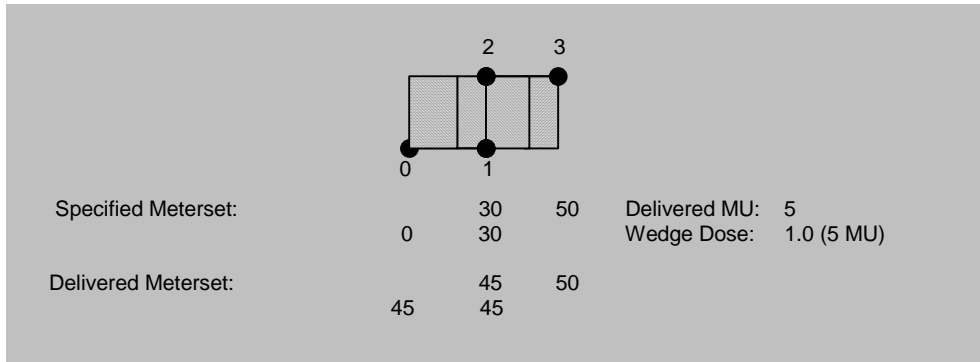 2 3
0 1
Specified Meterset: 30 50 Delivered MU: 5
0 30 Wedge Dose: 1.0 (5 MU)
Delivered Meterset: 45 50
45 45